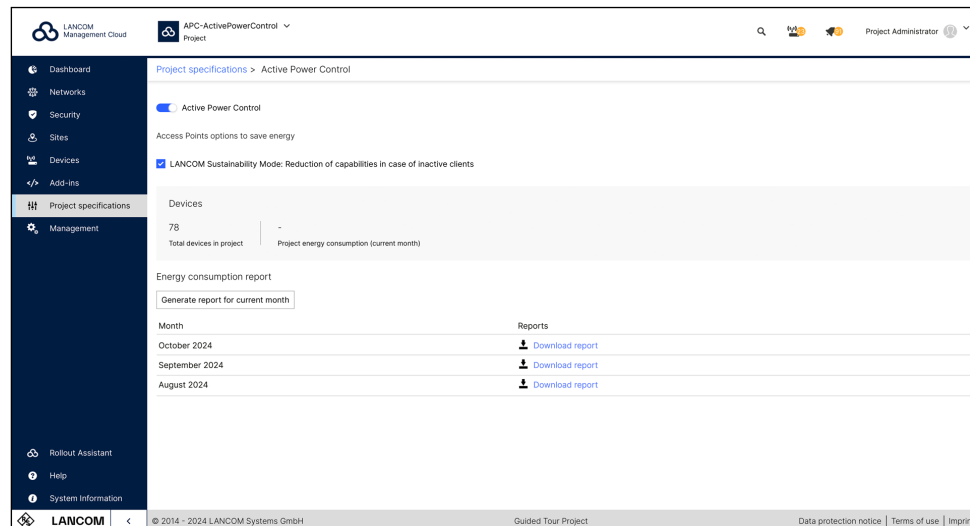 LANCOM
Management Cloud
APC-ActivePowerControl
Project
Project Administrator
Dashboard
Networks
Security
Sites
Devices
Add-ins
Project specifications
Management
Rollout Assistant
Help
System Information
LANCOM
Project specifications > Active Power Control
Active Power Control
Access Points options to save energy
LANCOM Sustainability Mode: Reduction of capabilities in case of inactive clients
Devices
78 -
Total devices in project Project energy consumption (current month)
Energy consumption report
Generate report for current month
Month Reports
October 2024 Download report
September 2024 Download report
August 2024 Download report
© 2014 - 2024 LANCOM Systems GmbH Guided Tour Project Data protection notice | Terms of use |